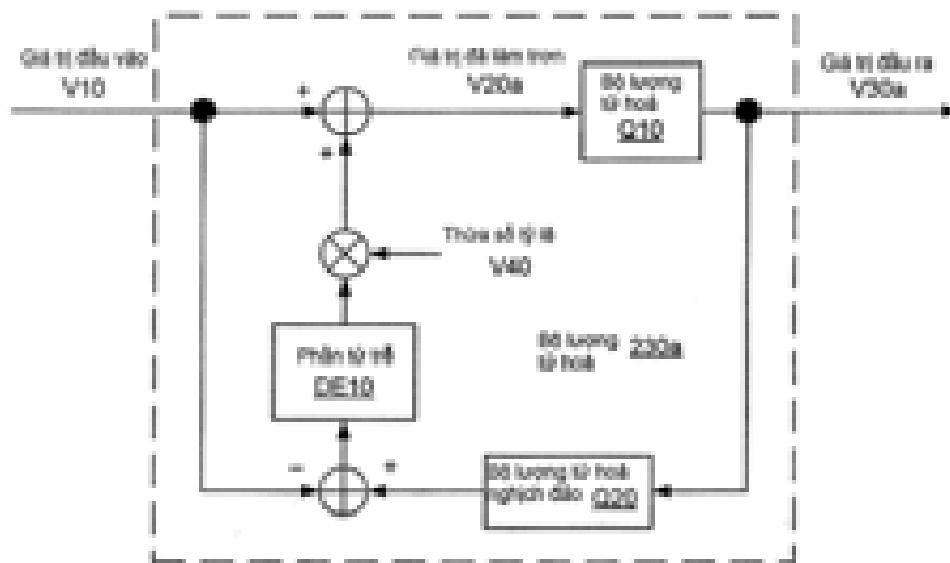 Giá trị đầu vào
V10
Giá trị đã làm trơn
V20a
Bộ lượng
tử hoá
Q10
Giá trị đầu ra
V30a
+
+
Thừa số tỷ lệ
V40
Phần tử trễ
DE10
Bộ lượng
tử hoá
230a
−
+
Bộ lượng tử hoá
nghịch đảo Q20